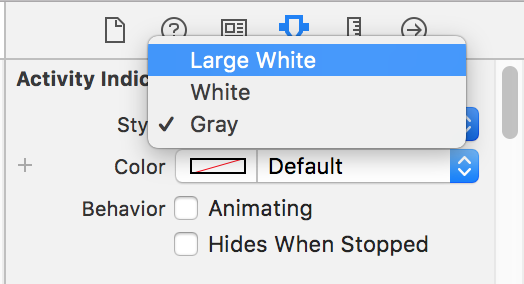 Large White
Activity Indic
White
Sty
Gray
Color
Default
Behavior
Animating
Hides When Stopped